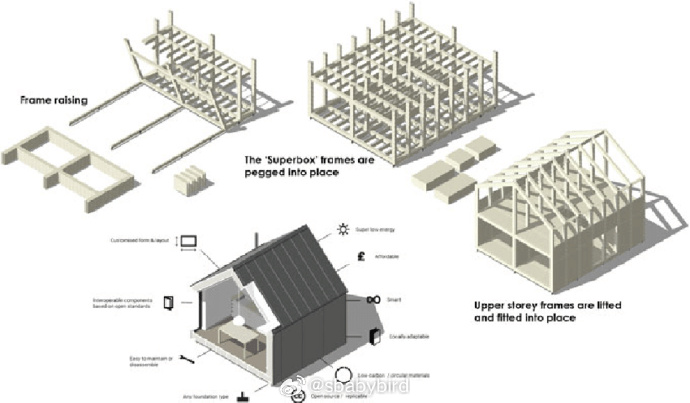 Frame raising
The 'Superbox' frames are
pegged into place
Upper storey frames are lifted
and fitted into place
Customised form & layout
Super low energy
Affordable
Interoperable components
based on open standards
Smart
Locally adaptable
Easy to maintain or
disassemble
Low carbon / circular materials
Any foundation type
Open source / replicable
@sbabybird